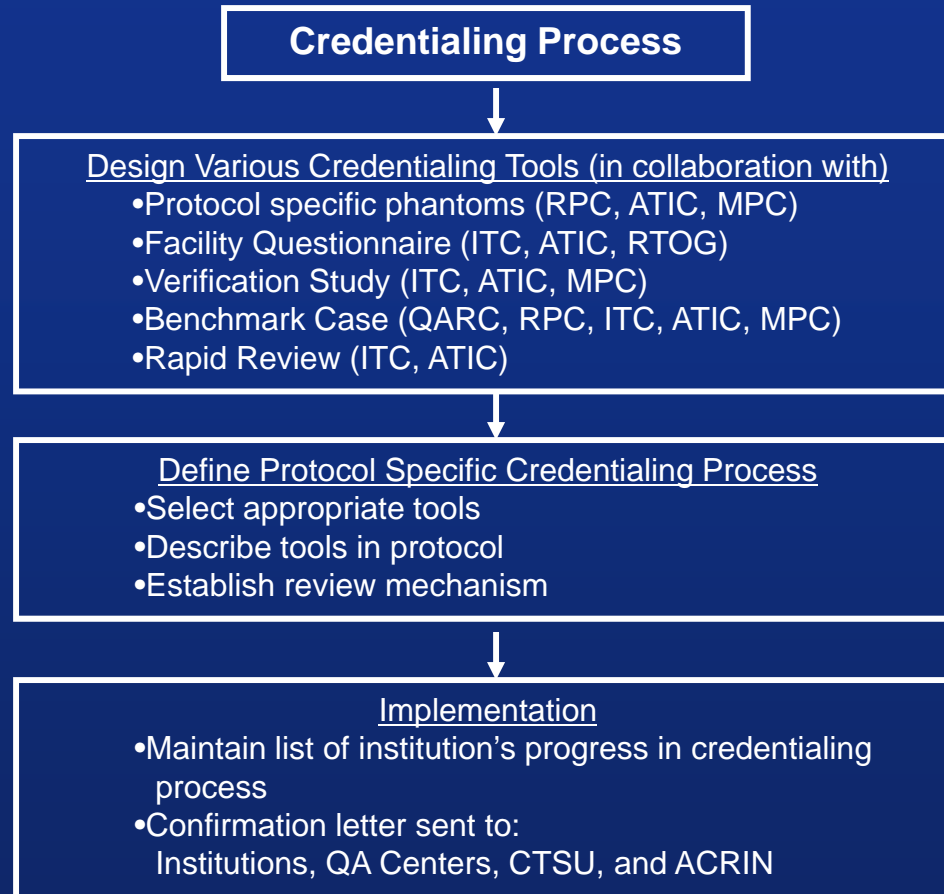 Credentialing Process
Design Various Credentialing Tools (in collaboration with)
•Protocol specific phantoms (RPC, ATIC, MPC)
•Facility Questionnaire (ITC, ATIC, RTOG)
•Verification Study (ITC, ATIC, MPC)
•Benchmark Case (QARC, RPC, ITC, ATIC, MPC)
•Rapid Review (ITC, ATIC)
Define Protocol Specific Credentialing Process
•Select appropriate tools
•Describe tools in protocol
•Establish review mechanism
Implementation
•Maintain list of institution’s progress in credentialing
process
•Confirmation letter sent to:
Institutions, QA Centers, CTSU, and ACRIN